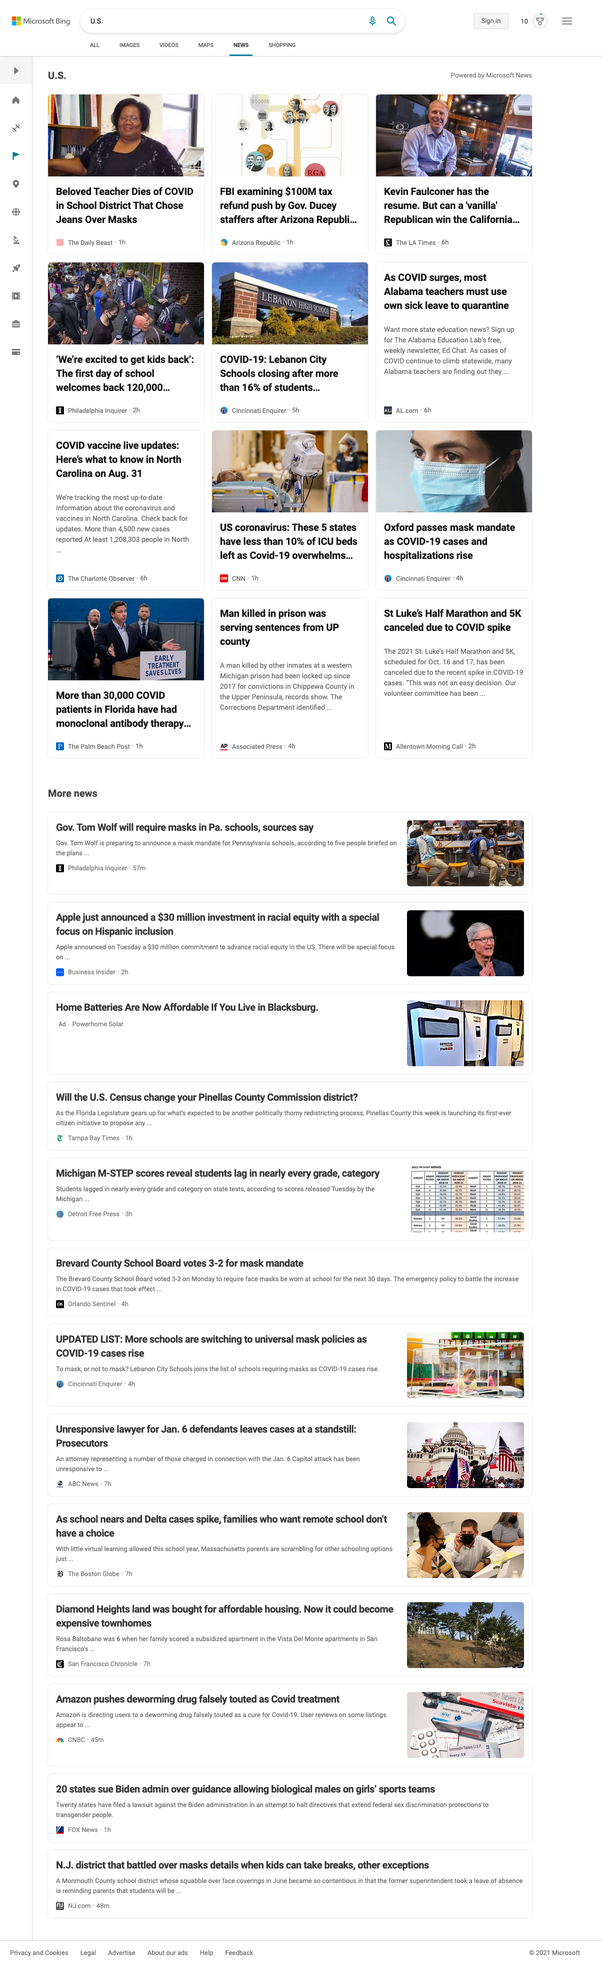 Microsoft Bing
U.S.
Sign in
10
ALL
IMAGES
VIDEOS
MAPS
NEWS
SHOPPING
U.S.
Powered by Microsoft News
Beloved Teacher Dies of COVID
in School District That Chose
Jeans Over Masks
The Daily Beast · 1h
$100M
RGA
FBI examining $100M tax
refund push by Gov. Ducey
staffers after Arizona Republi...
Arizona Republic · 1h
Kevin Faulconer has the
resume. But can a 'vanilla'
Republican win the California...
The LA Times · 6h
'We're excited to get kids back':
The first day of school
welcomes back 120,000...
Philadelphia Inquirer · 2h
LEBANON HIGH SCHOOL
COVID-19: Lebanon City
Schools closing after more
than 16% of students...
Cincinnati Enquirer · 5h
As COVID surges, most
Alabama teachers must use
own sick leave to quarantine
Want more state education news? Sign up
for The Alabama Education Lab's free,
weekly newsletter, Ed Chat. As cases of
COVID continue to climb statewide, many
Alabama teachers are finding out they ...
AL.com · 6h
COVID vaccine live updates:
Here's what to know in North
Carolina on Aug. 31
We're tracking the most up-to-date
information about the coronavirus and
vaccines in North Carolina. Check back for
updates. More than 4,500 new cases
reported At least 1,208,303 people in North
...
The Charlotte Observer · 6h
US coronavirus: These 5 states
have less than 10% of ICU beds
left as Covid-19 overwhelms...
CNN · 1h
Oxford passes mask mandate
as COVID-19 cases and
hospitalizations rise
Cincinnati Enquirer · 4h
EARLY
TREATMENT
SAVES LIVES
More than 30,000 COVID
patients in Florida have had
monoclonal antibody therapy...
The Palm Beach Post · 1h
Man killed in prison was
serving sentences from UP
county
A man killed by other inmates at a western
Michigan prison had been locked up since
2017 for convictions in Chippewa County in
the Upper Peninsula, records show. The
Corrections Department identified ...
AP
Associated Press · 4h
St Luke's Half Marathon and 5K
canceled due to COVID spike
The 2021 St. Luke's Half Marathon and 5K,
scheduled for Oct. 16 and 17, has been
canceled due to the recent spike in COVID-19
cases. "This was not an easy decision. Our
volunteer committee has been ...
Allentown Morning Call · 2h
More news
Gov. Tom Wolf will require masks in Pa. schools, sources say
Gov. Tom Wolf is preparing to announce a mask mandate for Pennsylvania schools, according to five people briefed on
the plans ...
Philadelphia Inquirer · 57m
Apple just announced a $30 million investment in racial equity with a special
focus on Hispanic inclusion
Apple announced on Tuesday a $30 million commitment to advance racial equity in the US. There will be special focus
on ...
Business Insider · 2h
Home Batteries Are Now Affordable If You Live in Blacksburg.
Ad Powerhome Solar
Will the U.S. Census change your Pinellas County Commission district?
As the Florida Legislature gears up for what's expected to be another politically thorny redistricting process, Pinellas County this week is launching its first-ever
citizen initiative to propose any ...
Tampa Bay Times · 1h
Michigan M-STEP scores reveal students lag in nearly every grade, category
Students lagged in nearly every grade and category on state tests, according to scores released Tuesday by the
Michigan ...
Detroit Free Press · 3h
Brevard County School Board votes 3-2 for mask mandate
The Brevard County School Board voted 3-2 on Monday to require face masks be worn at school for the next 30 days. The emergency policy to battle the increase
in COVID-19 cases that took effect ...
Orlando Sentinel · 4h
UPDATED LIST: More schools are switching to universal mask policies as
COVID-19 cases rise
To mask, or not to mask? Lebanon City Schools joins the list of schools requiring masks as COVID-19 cases rise.
Cincinnati Enquirer · 4h
Unresponsive lawyer for Jan. 6 defendants leaves cases at a standstill:
Prosecutors
An attorney representing a number of those charged in connection with the Jan. 6 Capitol attack has been
unresponsive to ...
ABC News · 7h
As school nears and Delta cases spike, families who want remote school don't
have a choice
With little virtual learning allowed this school year, Massachusetts parents are scrambling for other schooling options
just ...
The Boston Globe · 7h
Diamond Heights land was bought for affordable housing. Now it could become
expensive townhomes
Rosa Baltobano was 6 when her family scored a subsidized apartment in the Vista Del Monte apartments in San
Francisco's ...
San Francisco Chronicle · 7h
Amazon pushes deworming drug falsely touted as Covid treatment
Amazon is directing users to a deworming drug falsely touted as a cure for Covid-19. User reviews on some listings
appear to ...
CNBC · 45m
20 states sue Biden admin over guidance allowing biological males on girls' sports teams
Twenty states have filed a lawsuit against the Biden administration in an attempt to halt directives that extend federal sex discrimination protections to
transgender people.
FOX News · 1h
N.J. district that battled over masks details when kids can take breaks, other exceptions
A Monmouth County school district whose squabble over face coverings in June became so contentious in that the former superintendent took a leave of absence
is reminding parents that students will be ...
NJ.com · 48m
Privacy and Cookies
Legal
Advertise
About our ads
Help
Feedback
© 2021 Microsoft